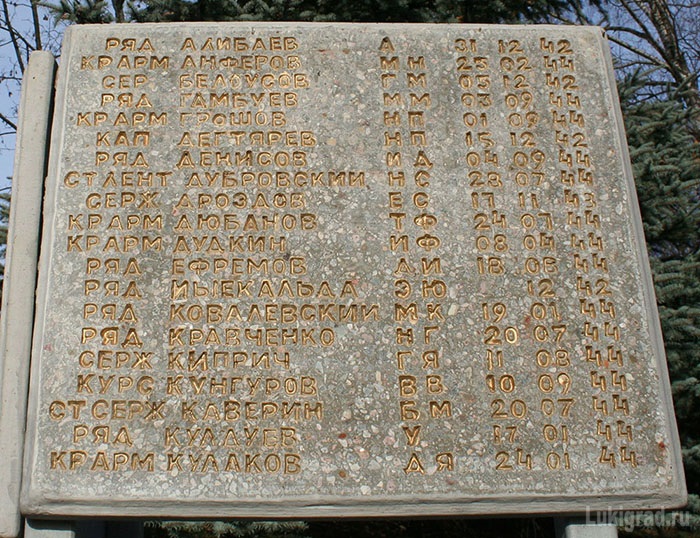 РЯД АЛИБАЕВ А 31 12 42
КРАРМ АНФЕРОВ М Н 25 02 44
СЕР БЕЛОУСОВ Г М 03 12 42
РЯД ГАМБУЕВ М М 03 09 44
КРАРМ ГРОШОВ Н П 01 09 44
КАП ДЕГТЯРЕВ Н П 15 12 42
РЯД ДЕНИСОВ И А 04 09 44
СТ ЛЕНТ ДУБРОВСКИЙ Н С 28 07 44
СЕРЖ ДРОЗДОВ Е С 17 11 43
КРАРМ ДЮБАНОВ Т Ф 24 07 44
КРАРМ ДУДКИН И Ф 08 04 44
РЯД ЕФРЕМОВ Д И 18 08 44
РЯД ИЫЕКАЛЬДА Э Ю 12 42
РЯД КОВАЛЕВСКИЙ М К 19 01 44
РЯД КРАВЧЕНКО Н Г 20 07 44
СЕРЖ КИПРИЧ Г Я 11 08 44
КУРС КУНГУРОВ В В 10 09 44
СТ СЕРЖ КАВЕРИН Б М 20 07 44
РЯД КУЛДУЕВ У 17 01 44
КРАРМ КУЛАКОВ Д Я 24 01 44
Lukigrad.ru